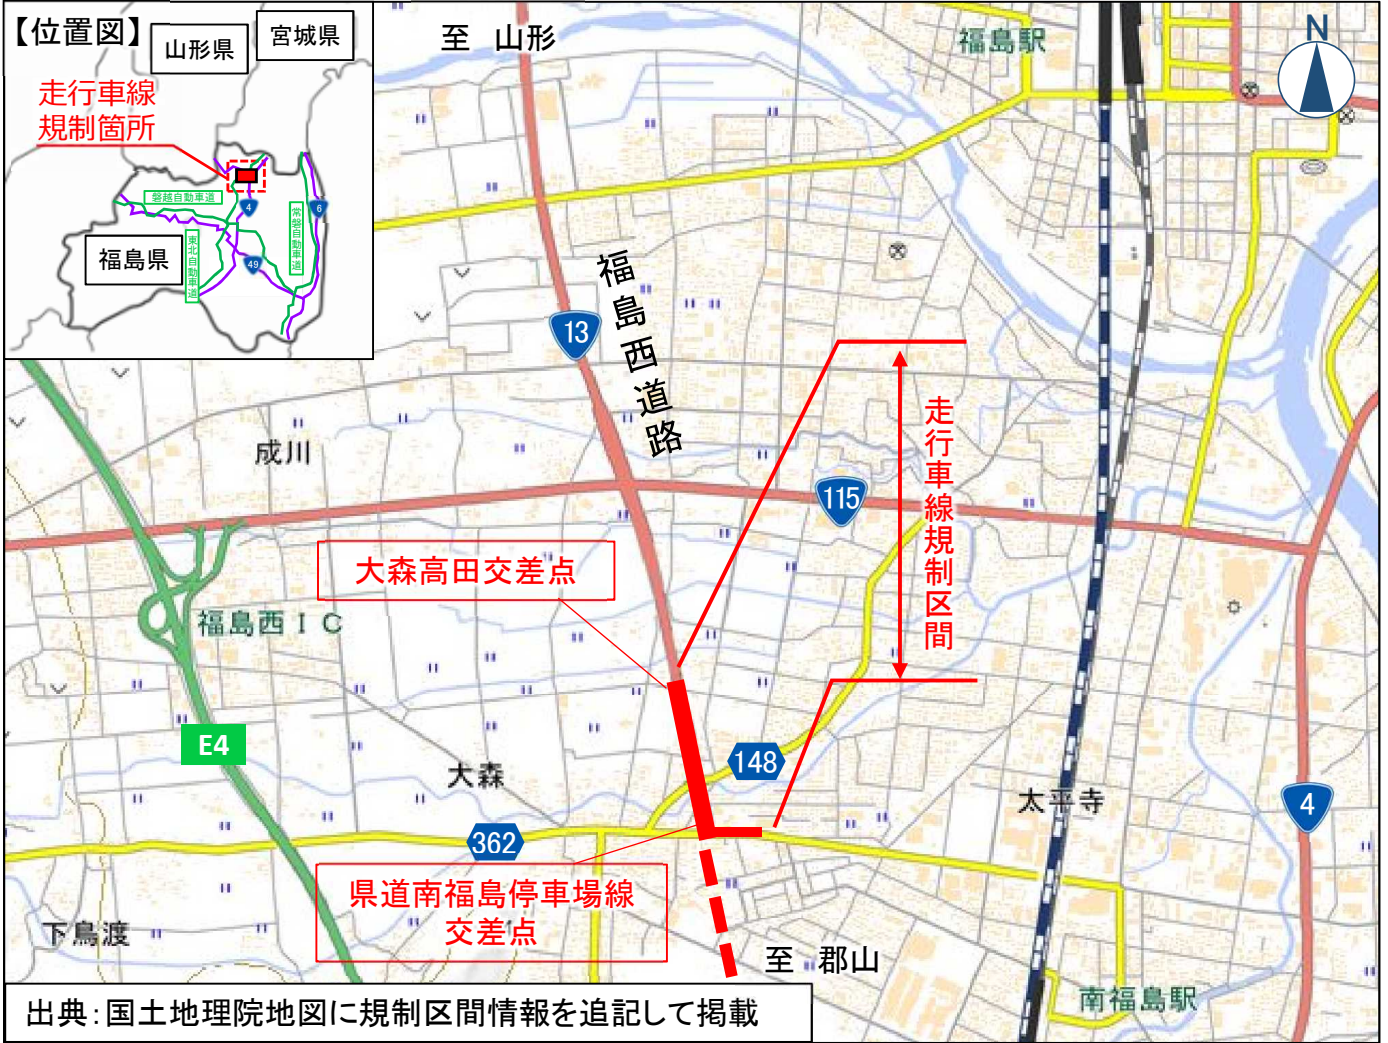 【位置図】
山形県
宮城県
走行車線
規制箇所
磐越自動車道
常磐自動車道
東北自動車道
福島県
4
6
49
至 山形
福島駅
N
13
福島西道路
成川
115
走行車線規制区間
大森高田交差点
福島西IC
E4
大森
148
太平寺
4
362
県道南福島停車場線
交差点
下鳥渡
至 郡山
南福島駅
出典:国土地理院地図に規制区間情報を追記して掲載